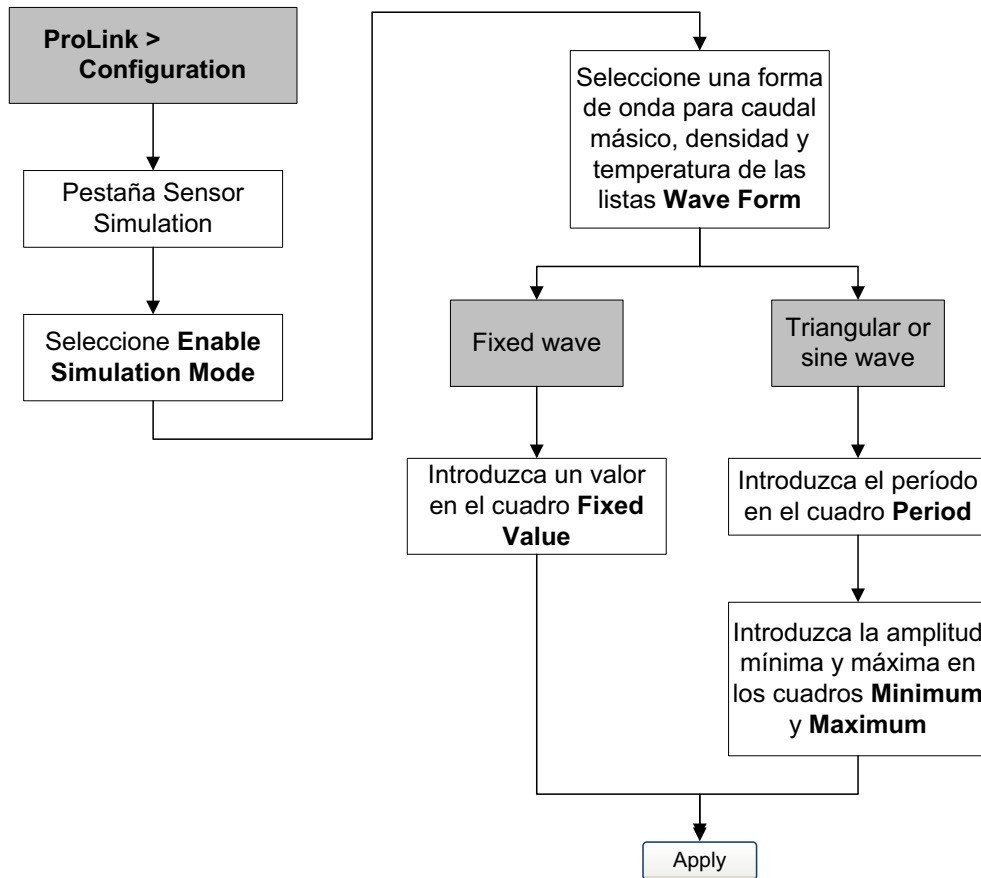 ProLink >
Configuration
Pestaña Sensor
Simulation
Seleccione Enable
Simulation Mode
Seleccione una forma
de onda para caudal
másico, densidad y
temperatura de las
listas Wave Form
Fixed wave
Triangular or
sine wave
Introduzca un valor
en el cuadro Fixed
Value
Introduzca el período
en el cuadro Period
Introduzca la amplitud
mínima y máxima en
los cuadros Minimum
y Maximum
Apply